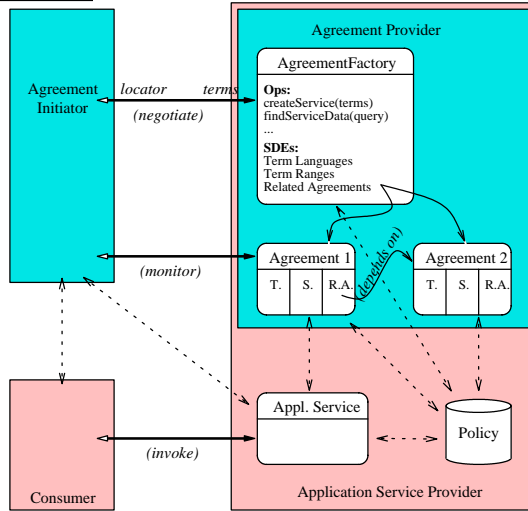 Agreement Provider
AgreementFactory
Agreement
Initiator
locator terms
(negotiate)
Ops:
createService(terms)
findServiceData(query)
...
SDEs:
Term Languages
Term Ranges
Related Agreements
(depends on)
Agreement 1
Agreement 2
(monitor)
T. S. R.A.
T. S. R.A.
Appl. Service
Policy
(invoke)
Consumer
Application Service Provider